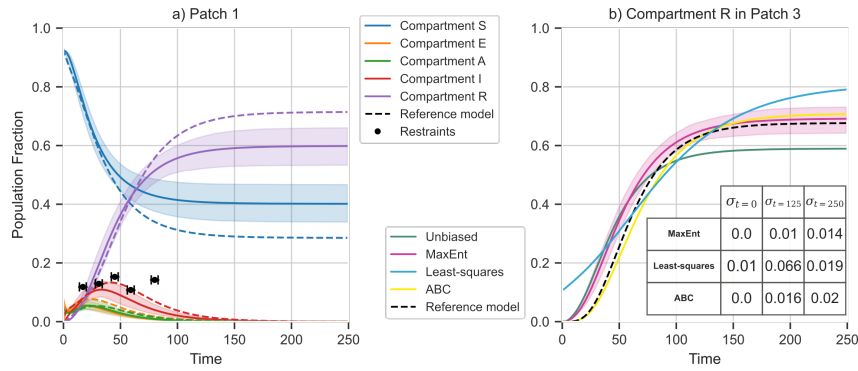 a) Patch 1
Population Fraction
1.0
0.8
0.6
0.4
0.2
0.0
0
50
100
150
200
250
Time
Compartment S
Compartment E
Compartment A
Compartment I
Compartment R
Reference model
Restraints
Unbiased
MaxEnt
Least-squares
ABC
Reference model
b) Compartment R in Patch 3
1.0
0.8
0.6
0.4
0.2
0.0
0
50
100
150
200
250
Time
σt = 0 σt = 125 σt = 250
MaxEnt 0.0 0.01 0.014
Least-squares 0.01 0.066 0.019
ABC 0.0 0.016 0.02